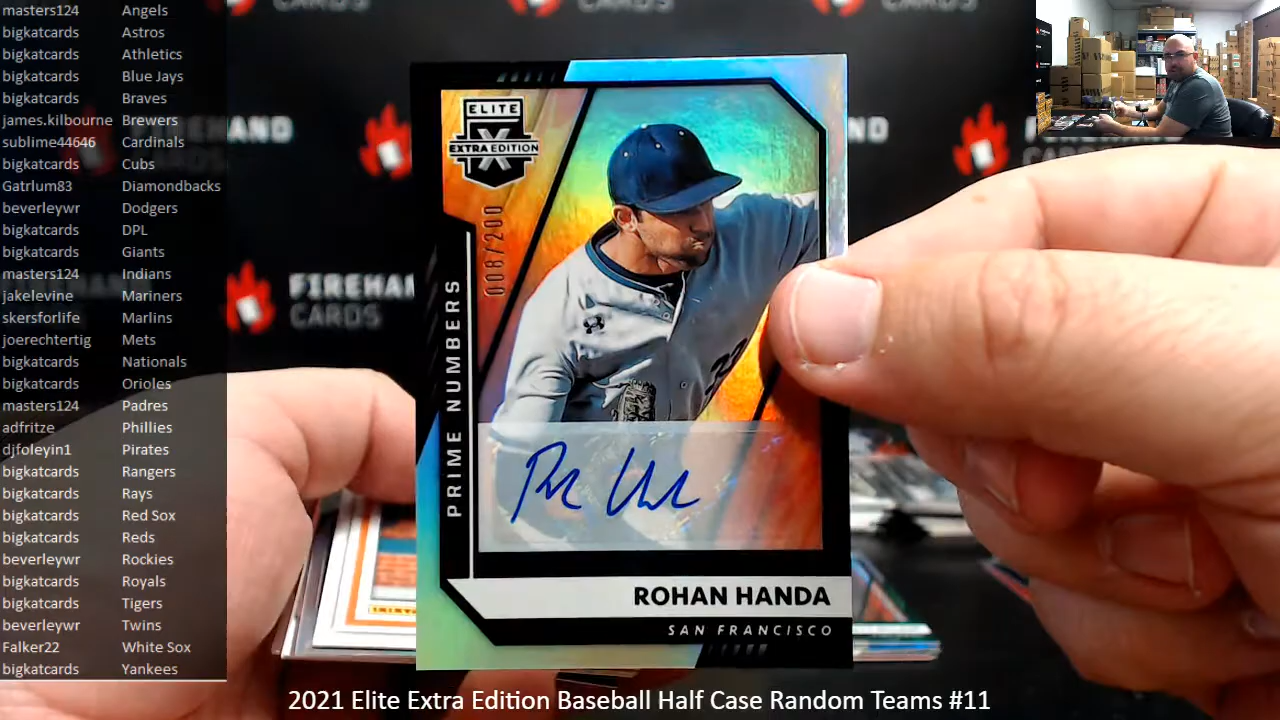 masters124 Angels
bigkatcards Astros
bigkatcards Athletics
bigkatcards Blue Jays
bigkatcards Braves
james.kilbourne Brewers
sublime44646 Cardinals
bigkatcards Cubs
Gatrlum83 Diamondbacks
beverleywr Dodgers
beverleywr DPL
bigkatcards Giants
masters124 Indians
jakelevine Mariners
skersforlife Marlins
joerechtertig Mets
bigkatcards Nationals
bigkatcards Orioles
masters124 Padres
adfritze Phillies
djfoleyin1 Pirates
bigkatcards Rangers
bigkatcards Rays
bigkatcards Red Sox
bigkatcards Reds
beverleywr Rockies
bigkatcards Royals
bigkatcards Tigers
beverleywr Twins
Falker22 White Sox
bigkatcards Yankees
FIREHAN
CARDS
ELITE
X
EXTRA EDITION
008/200
PRIME NUMBERS
ROHAN HANDA
SAN FRANCISCO
2021 Elite Extra Edition Baseball Half Case Random Teams #11